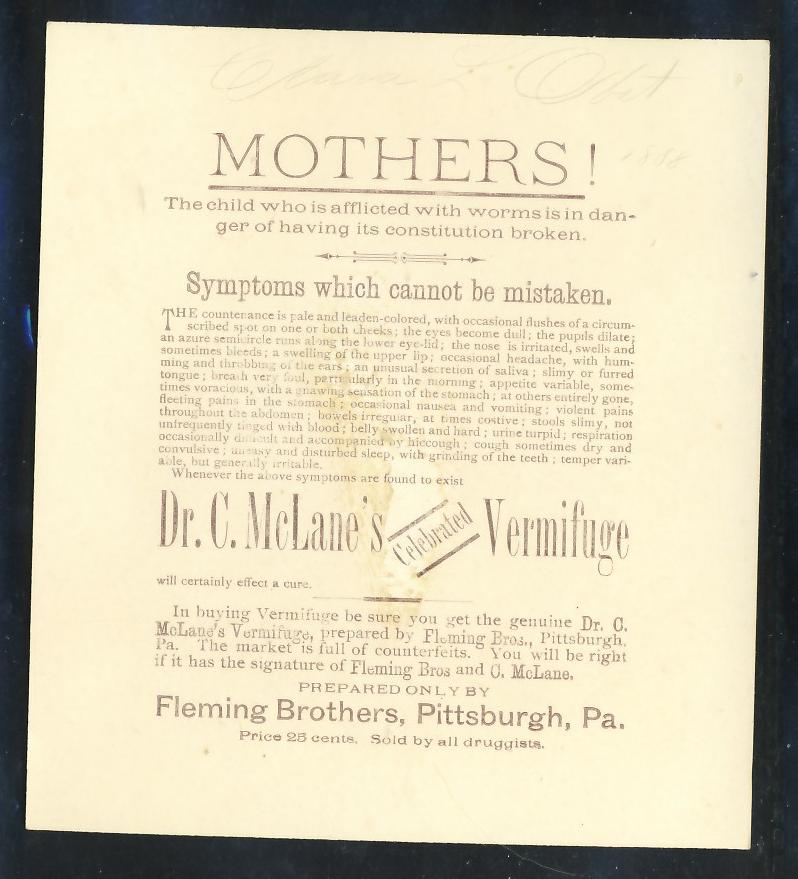 MOTHERS!
1888
The child who is afflicted with worms is in dan-
ger of having its constitution broken.
Symptoms which cannot be mistaken.
THE countenance is pale and leaden-colored, with occasional flushes of a circum-
scribed spot on one or both cheeks; the eyes become dull; the pupils dilate;
an azure semicircle runs along the lower eye-lid; the nose is irritated, swells and
sometimes bleeds; a swelling of the upper lip; occasional headache, with hum-
ming and throbbing of the ears; an unusual secretion of saliva; slimy or furred
tongue; breath very foul, particularly in the morning; appetite variable, some-
times voracious, with a gnawing sensation of the stomach; at others entirely gone,
fleeting pains in the stomach; occasional nausea and vomiting; violent pains
throughout the abdomen; bowels irregular, at times costive; stools slimy, not
unfrequently tinged with blood; belly swollen and hard; urine turpid; respiration
occasionally difficult and accompanied by hiccough; cough sometimes dry and
convulsive; uneasy and disturbed sleep, with grinding of the teeth; temper vari-
able, but generally irritable.
Whenever the above symptoms are found to exist
Dr. C. McLane's Celebrated Vermifuge
will certainly effect a cure.
In buying Vermifuge be sure you get the genuine Dr. C.
McLane's Vermifuge, prepared by Fleming Bros., Pittsburgh,
Pa. The market is full of counterfeits. You will be right
if it has the signature of Fleming Bros and C. McLane.
PREPARED ONLY BY
Fleming Brothers, Pittsburgh, Pa.
Price 25 cents. Sold by all druggists.